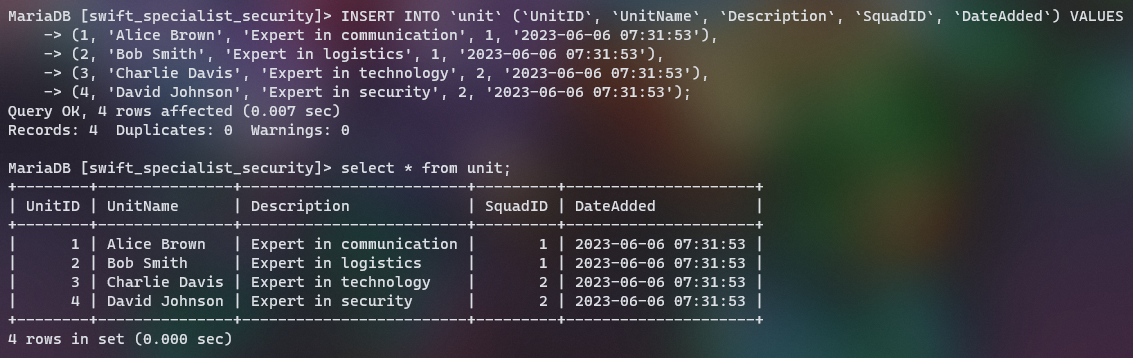 MariaDB [swift_specialist_security]> INSERT INTO `unit` (`UnitID`, `UnitName`, `Description`, `SquadID`, `DateAdded`) VALUES
    -> (1, 'Alice Brown', 'Expert in communication', 1, '2023-06-06 07:31:53'),
    -> (2, 'Bob Smith', 'Expert in logistics', 1, '2023-06-06 07:31:53'),
    -> (3, 'Charlie Davis', 'Expert in technology', 2, '2023-06-06 07:31:53'),
    -> (4, 'David Johnson', 'Expert in security', 2, '2023-06-06 07:31:53');
Query OK, 4 rows affected (0.007 sec)
Records: 4  Duplicates: 0  Warnings: 0

MariaDB [swift_specialist_security]> select * from unit;
+--------+---------------+-------------------------+---------+---------------------+
| UnitID | UnitName      | Description             | SquadID | DateAdded           |
+--------+---------------+-------------------------+---------+---------------------+
|      1 | Alice Brown   | Expert in communication |       1 | 2023-06-06 07:31:53 |
|      2 | Bob Smith     | Expert in logistics     |       1 | 2023-06-06 07:31:53 |
|      3 | Charlie Davis | Expert in technology    |       2 | 2023-06-06 07:31:53 |
|      4 | David Johnson | Expert in security      |       2 | 2023-06-06 07:31:53 |
+--------+---------------+-------------------------+---------+---------------------+
4 rows in set (0.000 sec)